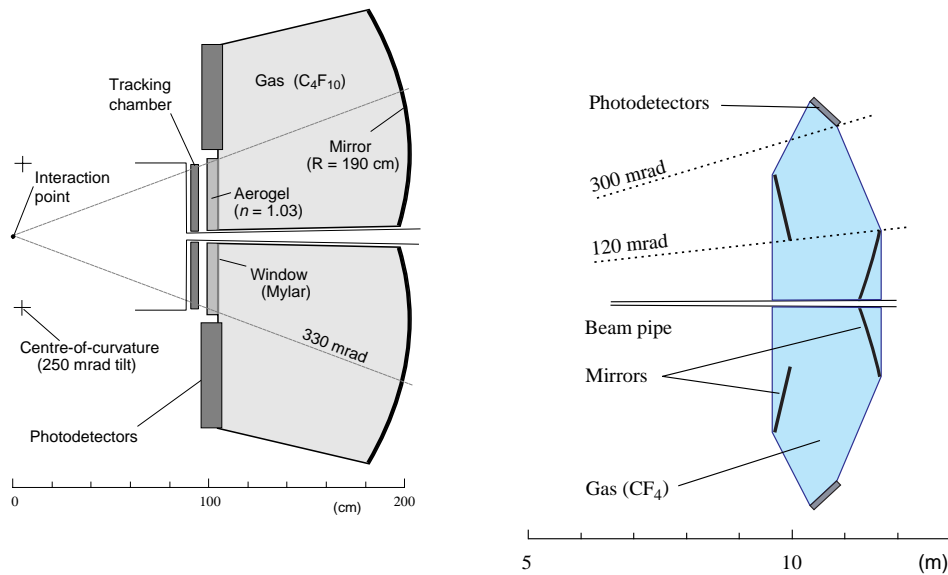 Gas (C₄F₁₀)
Tracking
chamber
Mirror
(R = 190 cm)
Interaction
point
Aerogel
(n = 1.03)
Window
(Mylar)
330 mrad
Centre-of-curvature
(250 mrad tilt)
Photodetectors
0
100
(cm)
200
Photodetectors
300 mrad
120 mrad
Beam pipe
Mirrors
Gas (CF₄)
5
10
(m)